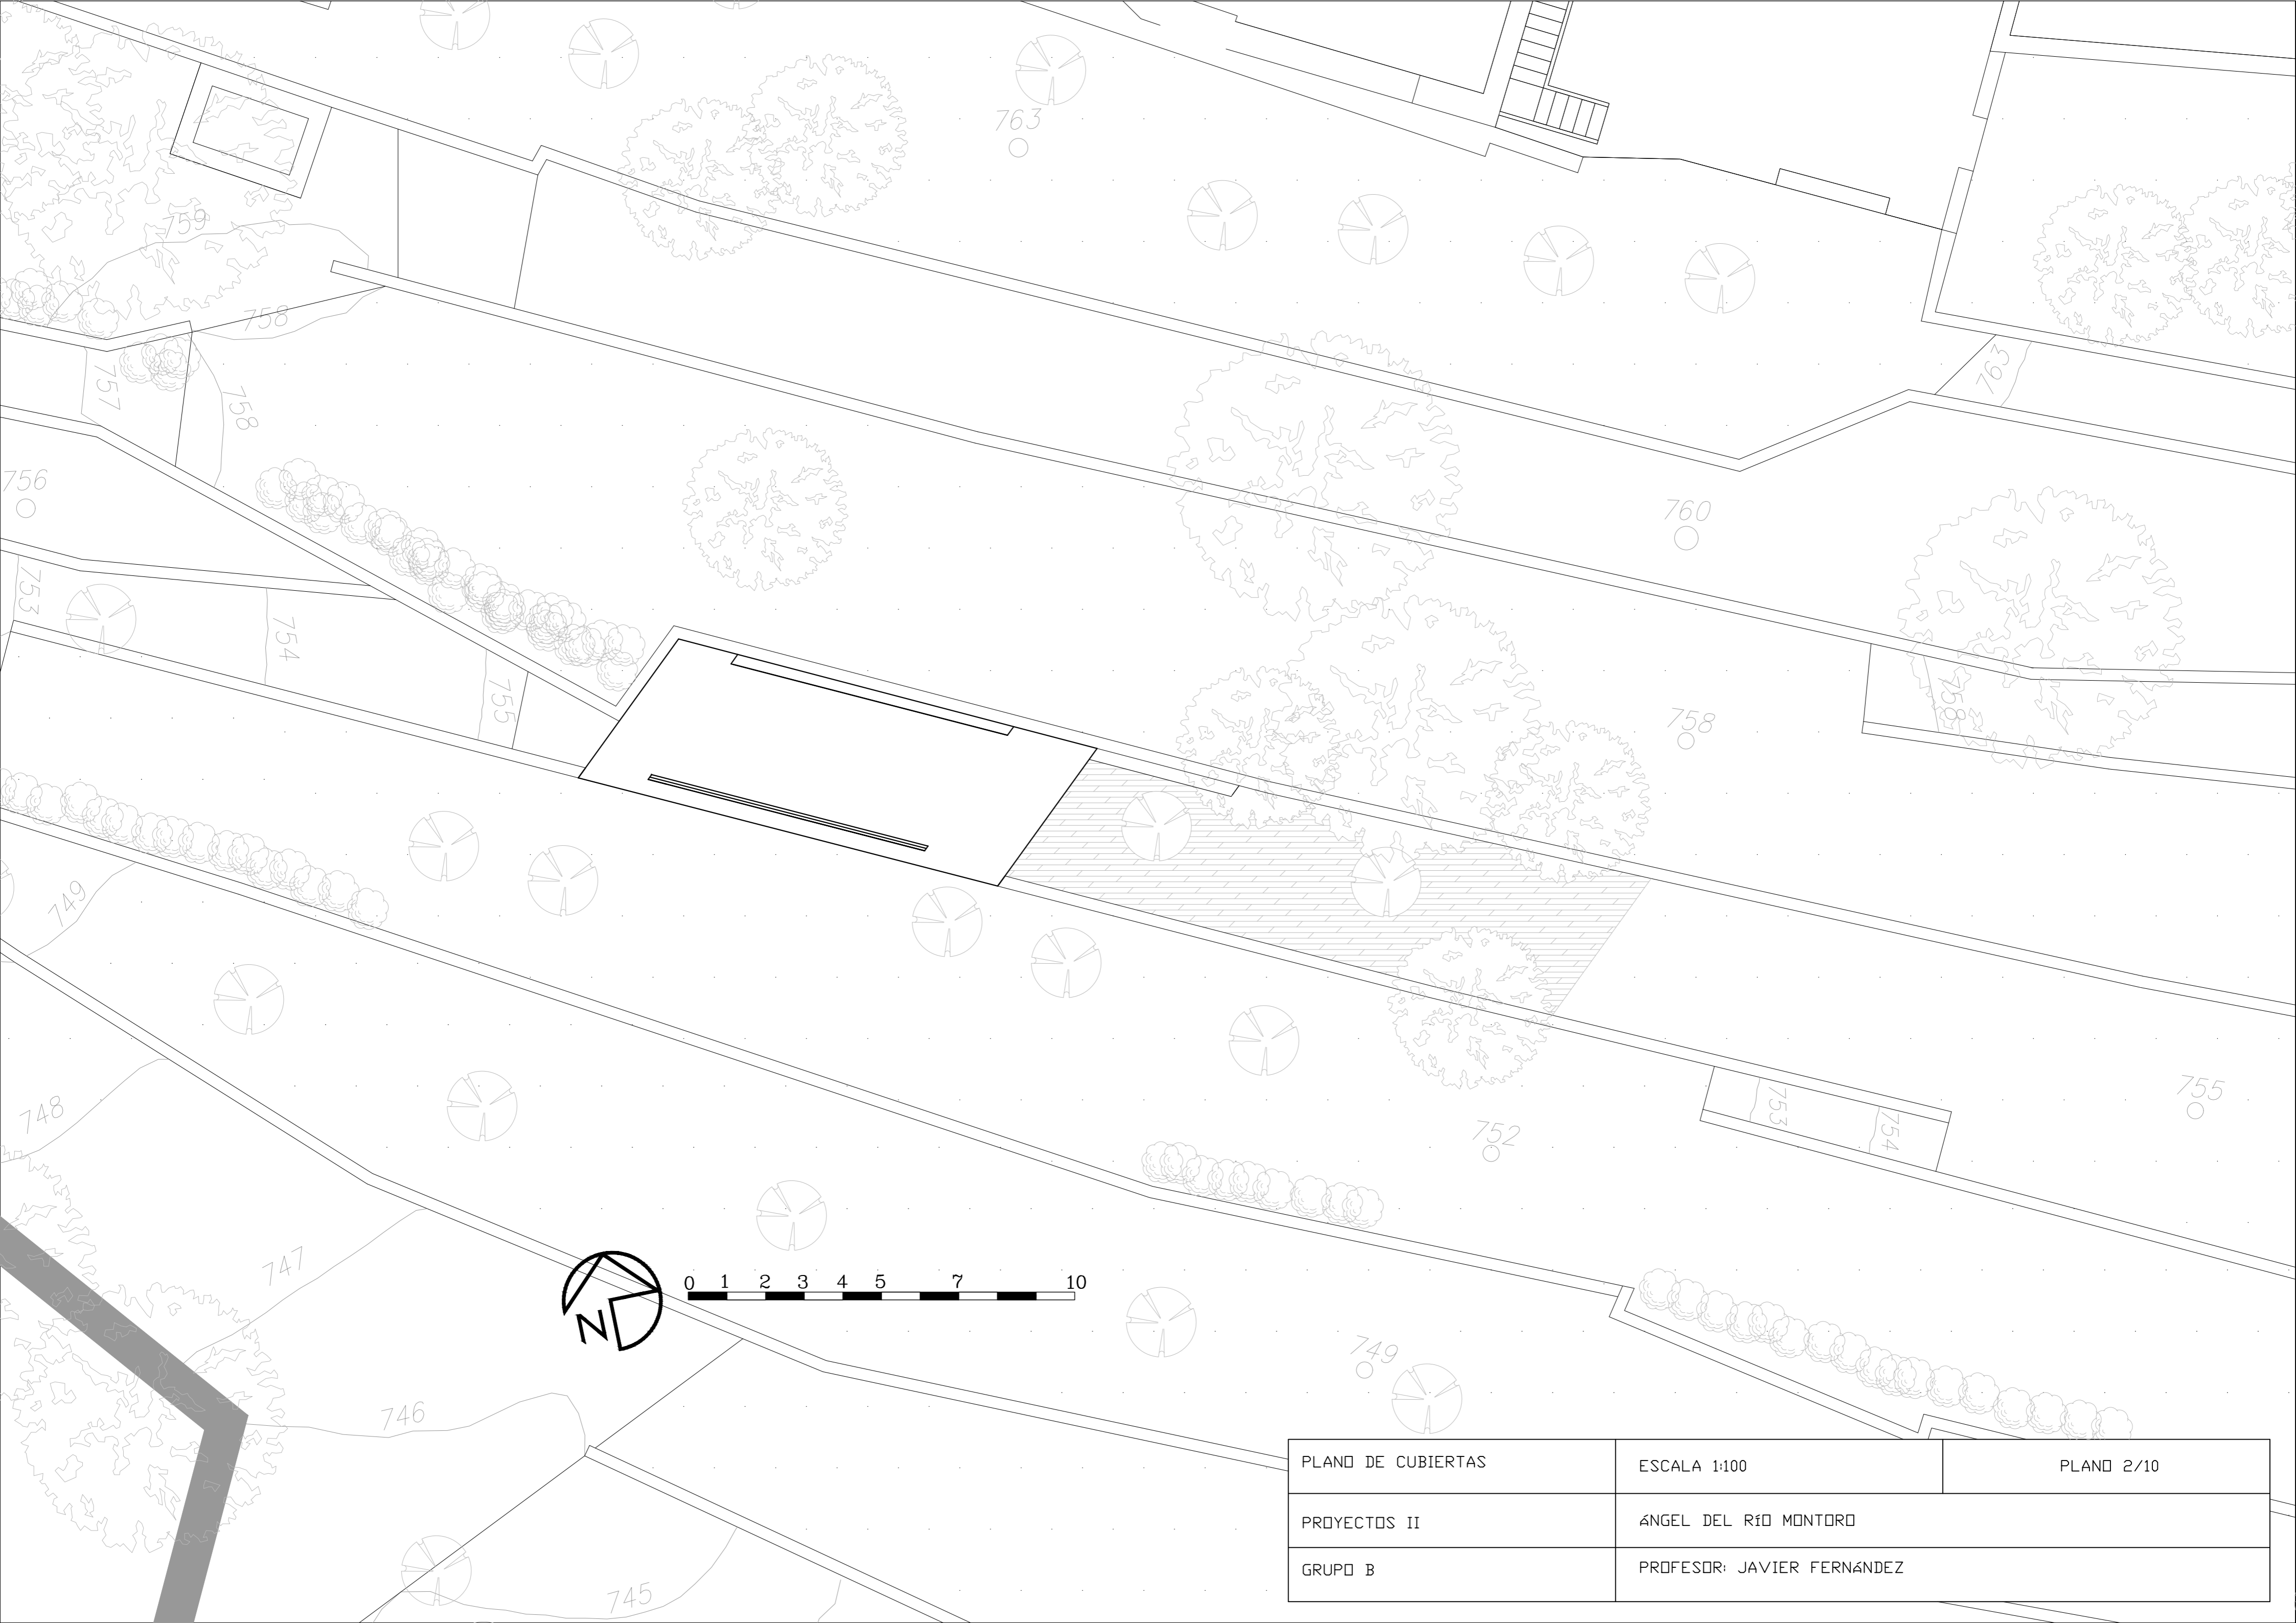 763
759
758
763
757
758
756
760
753
754
755
758
758
749
755
748
753
754
752
747
N
0 1 2 3 4 5 7 10
749
746
745
PLANO DE CUBIERTAS
ESCALA 1:100
PLANO 2/10
PROYECTOS II
ÁNGEL DEL RÍO MONTORO
GRUPO B
PROFESOR: JAVIER FERNÁNDEZ